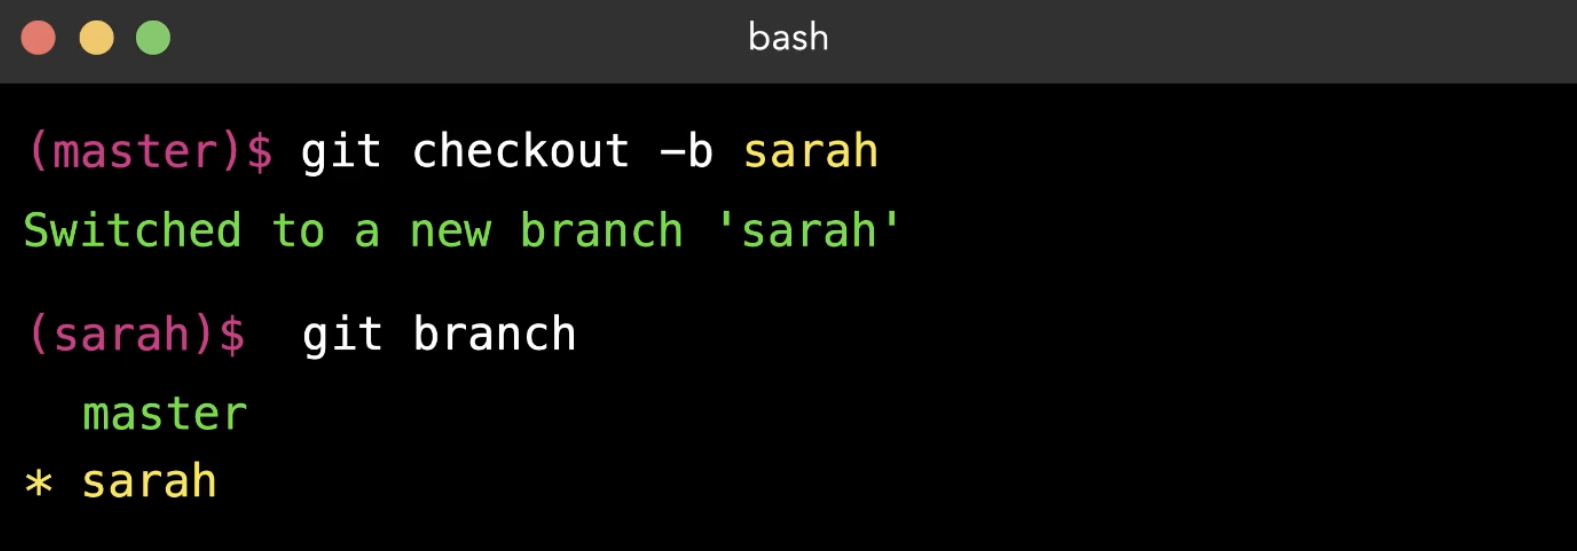 bash
(master)$ git checkout -b sarah
Switched to a new branch 'sarah'
(sarah)$  git branch
  master
* sarah